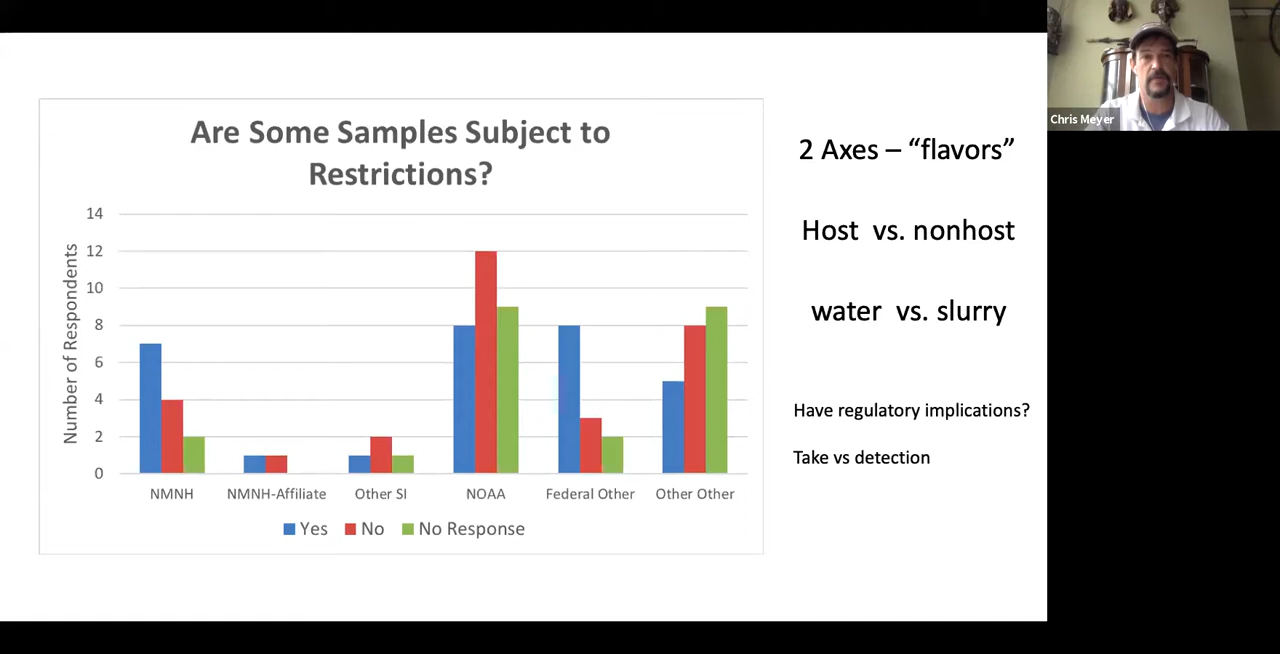 Are Some Samples Subject to
Restrictions?
Number of Respondents
14
12
10
8
6
4
2
0
NMNH
NMNH-Affiliate
Other SI
NOAA
Federal Other
Other Other
Yes
No
No Response
2 Axes – “flavors”
Host vs. nonhost
water vs. slurry
Have regulatory implications?
Take vs detection
Chris Meyer